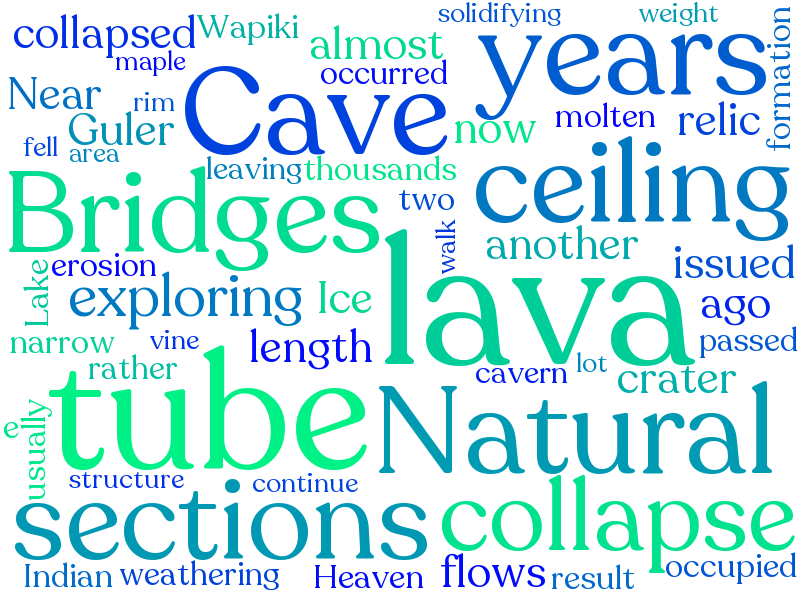 solidifying
weight
collapsed
Wapiki
almost
years
formation
maple
occurred
Near
rim
Cave
molten
relic
Guler
now
fell
area
leaving
thousands
ceiling
Bridges
two
walk
another
erosion
Lake
issued
exploring
Ice
lava
ago
narrow
vine
length
passed
rather
cavern
lot
crater
tube
Natural
e
usually
structure
continue
sections
collapse
Indian
weathering
Heaven
flows
result
occupied